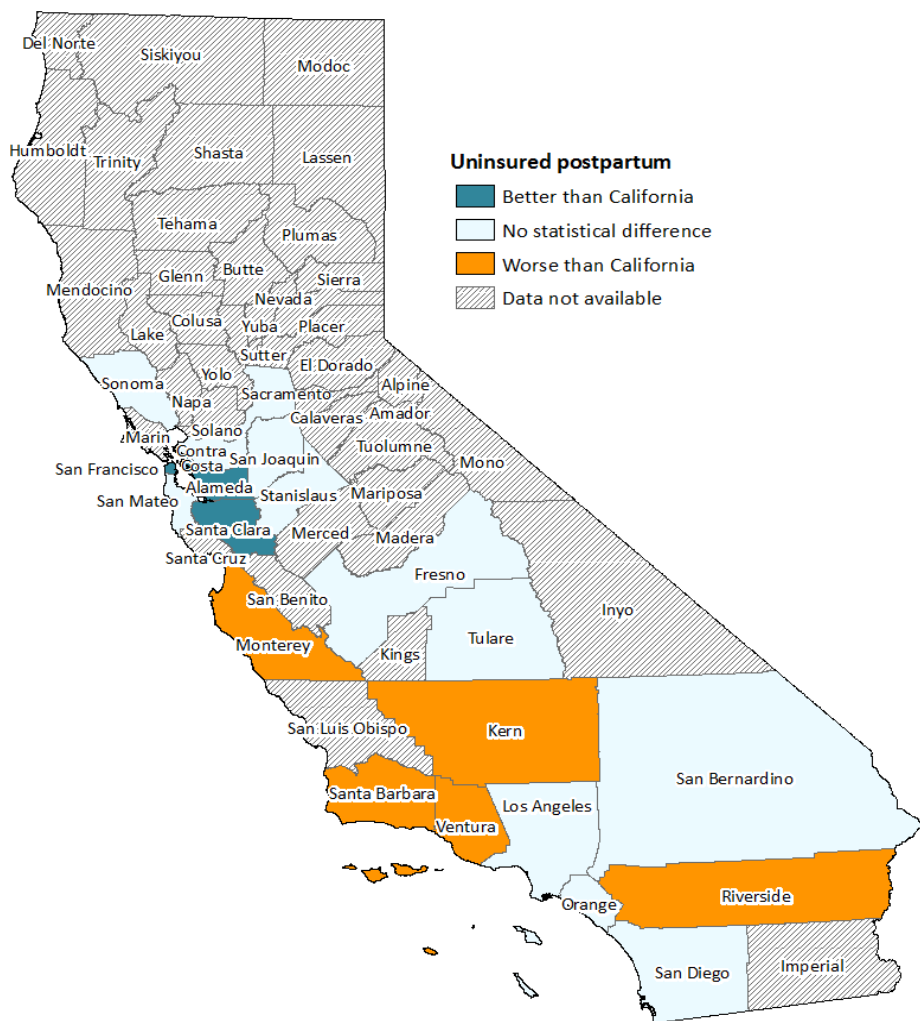 Del Norte
Siskiyou
Modoc
Humboldt
Trinity
Shasta
Lassen
Uninsured postpartum
Better than California
No statistical difference
Worse than California
Data not available
Tehama
Plumas
Glenn
Butte
Sierra
Mendocino
Nevada
Colusa
Yuba
Placer
Lake
Sutter
El Dorado
Yolo
Sonoma
Sacramento
Alpine
Napa
Amador
Calaveras
Solano
Marin
Tuolumne
Contra
Costa
San Joaquin
Mono
San Francisco
Alameda
Stanislaus
Mariposa
San Mateo
Santa Clara
Merced
Madera
Santa Cruz
Fresno
San Benito
Inyo
Monterey
Tulare
Kings
San Luis Obispo
Kern
San Bernardino
Santa Barbara
Los Angeles
Ventura
Riverside
Orange
San Diego
Imperial